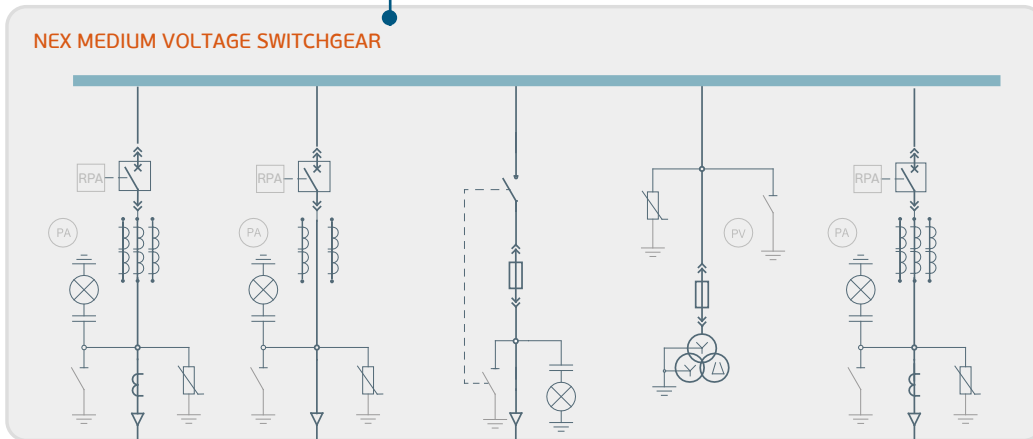 NEX MEDIUM VOLTAGE SWITCHGEAR
RPA
RPA
RPA
PA
PA
PV
PA